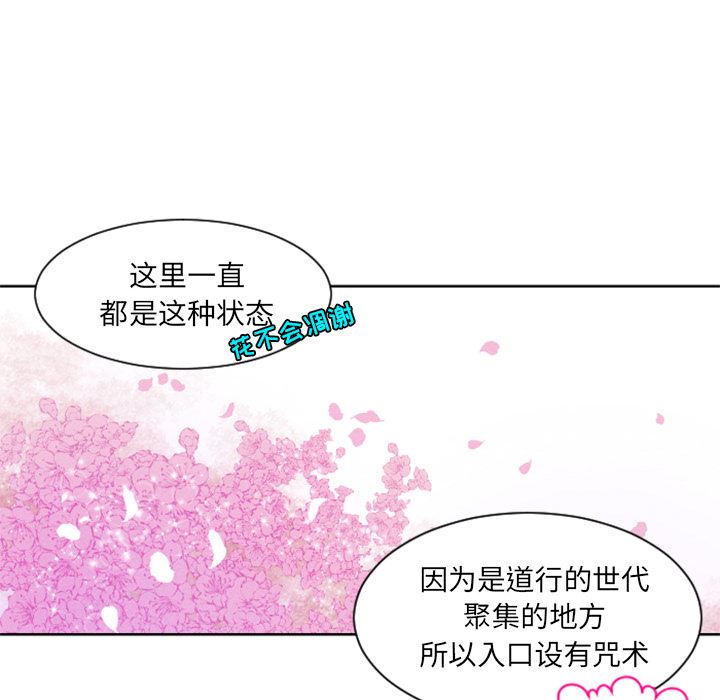 这里一直
都是这种状态
花不会凋谢
因为是道行的世代
聚集的地方
所以入口设有咒术